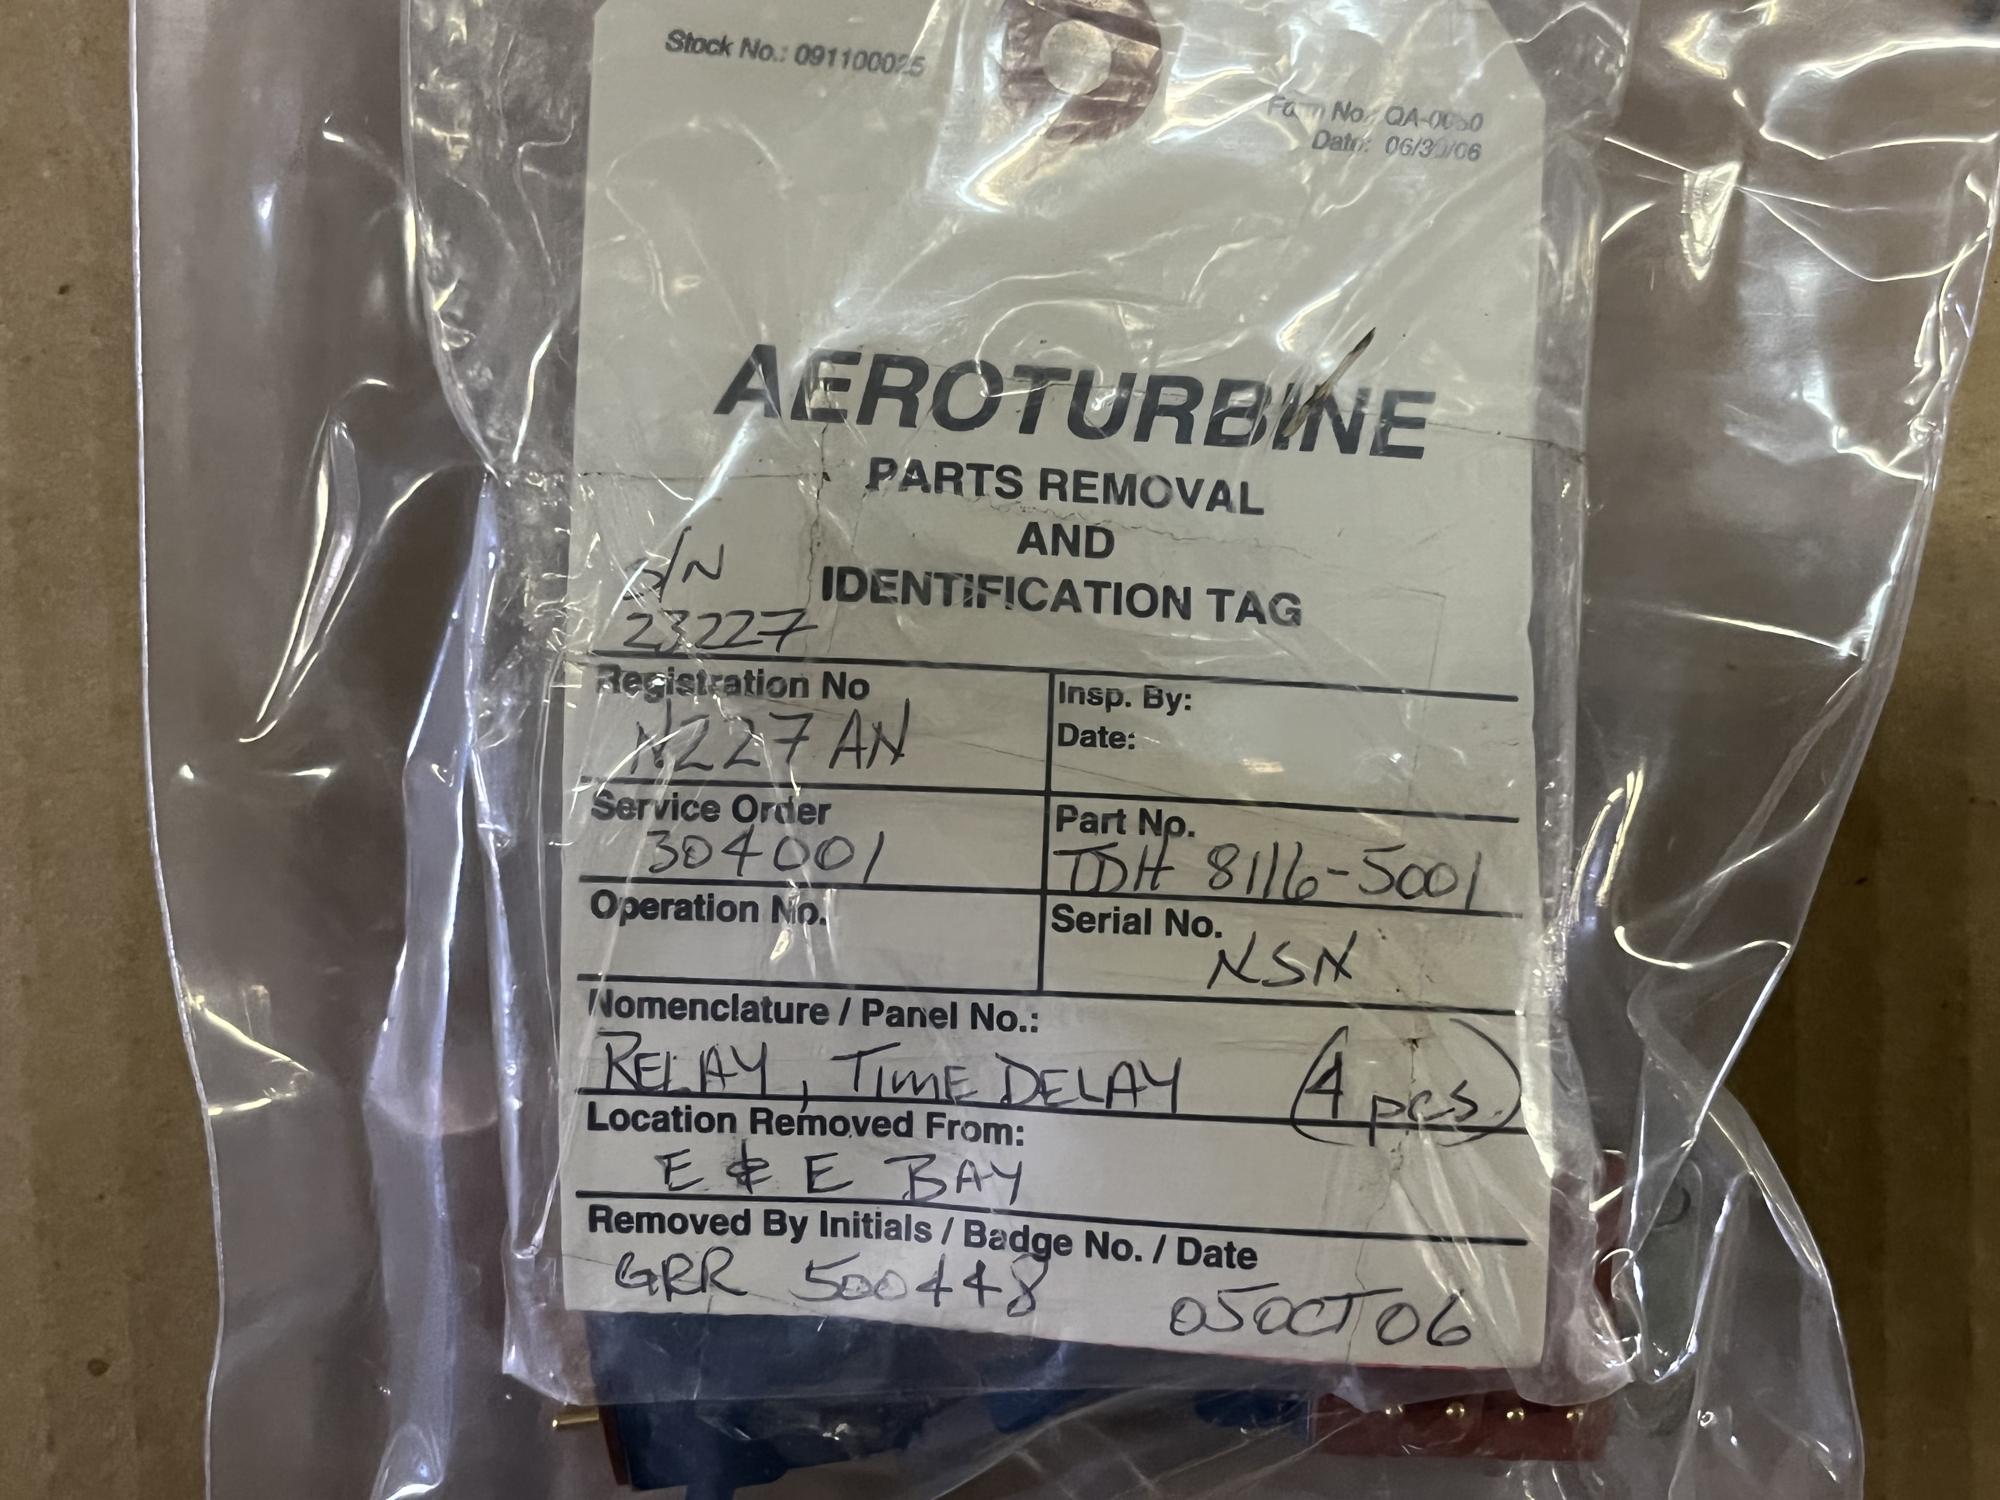 Stock No.: 091100025
Form No.: QA-0050
Date: 06/30/06
AEROTURBINE
PARTS REMOVAL
AND
IDENTIFICATION TAG
S/N
23227
Registration No
N227AN
Insp. By:
Date:
Service Order
304001
Part No.
TDH 8116-5001
Operation No.
Serial No.
NSN
Nomenclature / Panel No.:
RELAY, TIME DELAY (4 pcs.)
Location Removed From:
E & E BAY
Removed By Initials / Badge No. / Date
GRR 500448 05OCT06